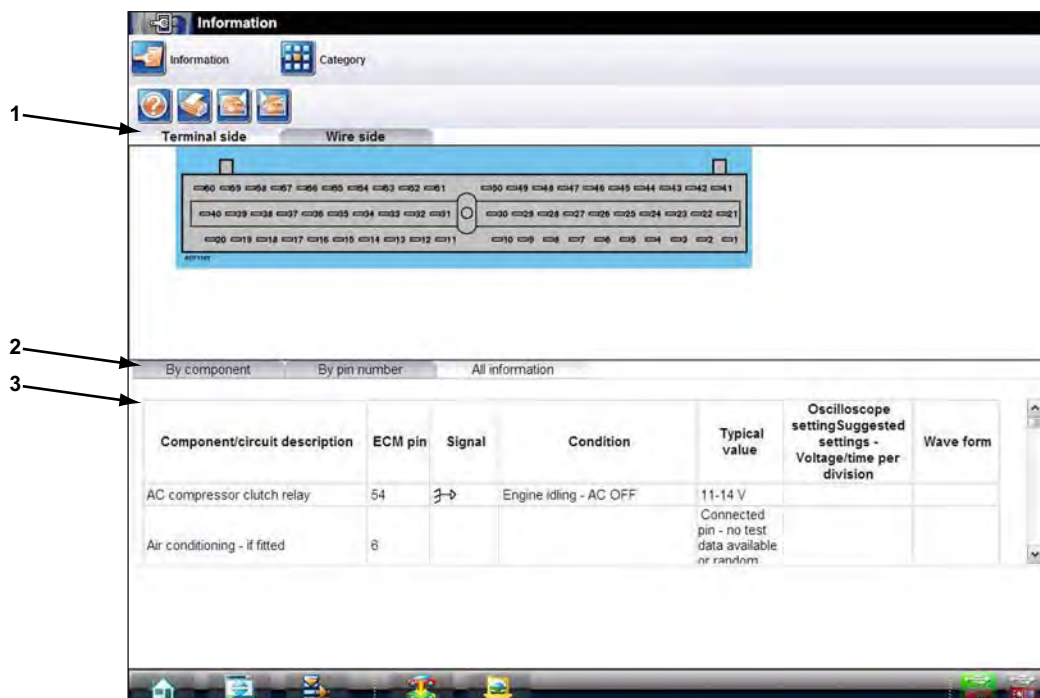 Information
Information Category
1
Terminal side Wire side
60 59 58 57 56 55 54 53 52 51 50 49 48 47 46 45 44 43 42 41
40 39 38 37 36 35 34 33 32 31 30 29 28 27 26 25 24 23 22 21
20 19 18 17 16 15 14 13 12 11 10 9 8 7 6 5 4 3 2 1
2
By component By pin number All information
3
Component/circuit description ECM pin Signal Condition Typical value Oscilloscope settingSuggested settings - Voltage/time per division Wave form
AC compressor clutch relay 54 Engine idling - AC OFF 11-14 V
Air conditioning - if fitted 6 Connected pin - no test data available or random